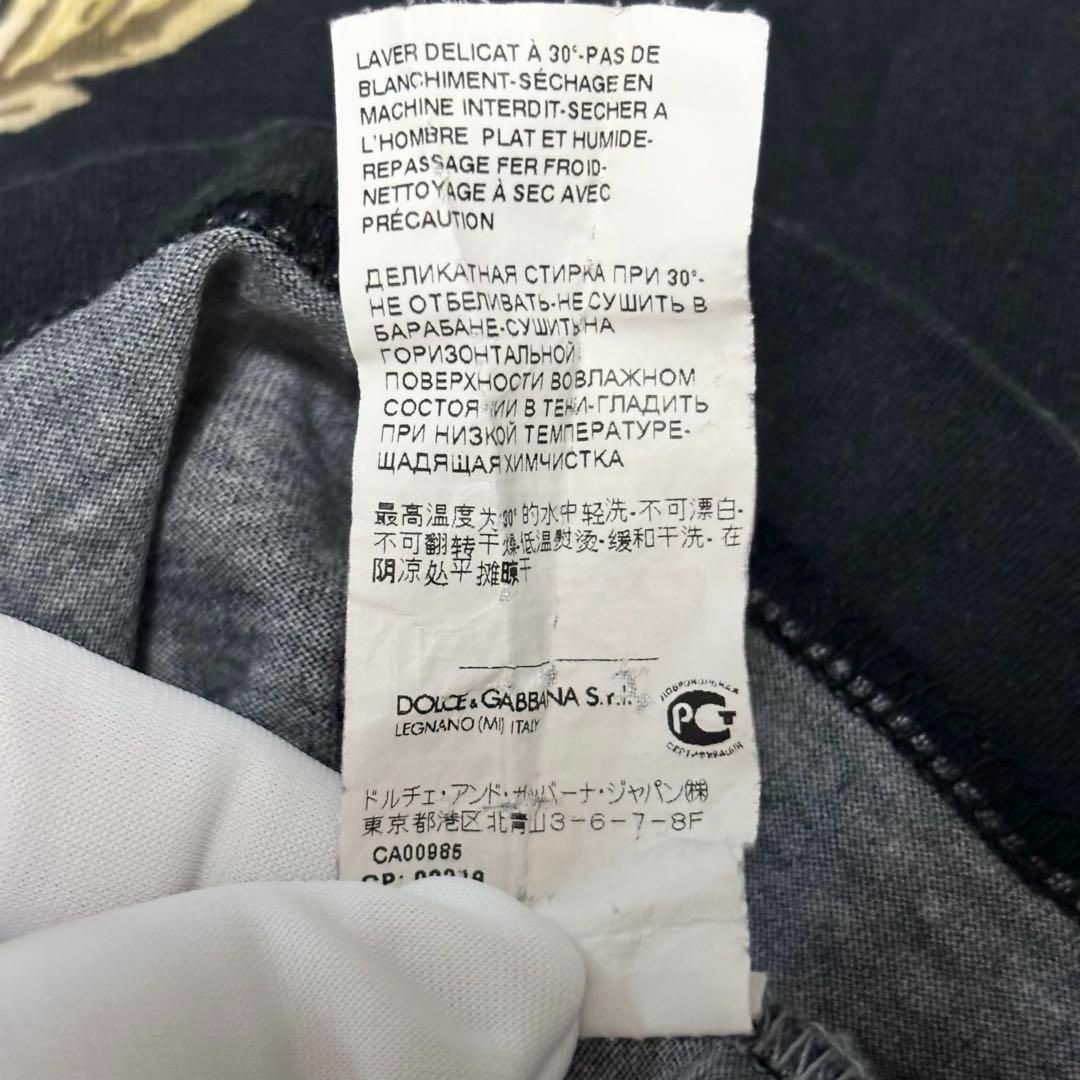 LAVER DELICAT À 30°-PAS DE
BLANCHIMENT-SÉCHAGE EN
MACHINE INTERDIT-SECHER A
L'HOMBRE PLAT ET HUMIDE-
REPASSAGE FER FROID-
NETTOYAGE À SEC AVEC
PRÉCAUTION
ДЕЛИКАТНАЯ СТИРКА ПРИ 30°-
НЕ ОТБЕЛИВАТЬ-НЕ СУШИТЬ В
БАРАБАНЕ-СУШИТЬ НА
ГОРИЗОНТАЛЬНОЙ
ПОВЕРХНОСТИ ВО ВЛАЖНОМ
СОСТОЯНИИ В ТЕНИ-ГЛАДИТЬ
ПРИ НИЗКОЙ ТЕМПЕРАТУРЕ-
ЩАДЯЩАЯ ХИМЧИСТКА
最高温度为30°的水中轻洗-不可漂白-
不可翻转干燥低温熨烫-缓和干洗-在
阴凉处平摊晾干
DOLCE & GABBANA S.r.l.
LEGNANO (MI) ITALY
ДОБРОВОЛЬНАЯ
РСТ
СЕРТИФИКАЦИЯ
ドルチェ・アンド・ガッバーナ・ジャパン㈱
東京都港区北青山3-6-7-8F
CA00985